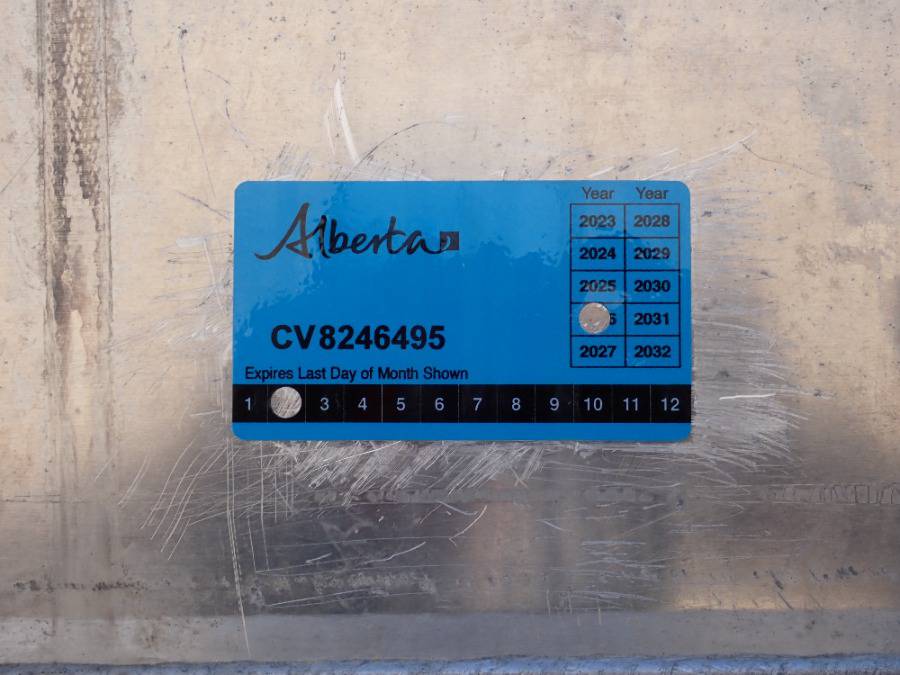 Year Year
Alberta
2023 2028
2024 2029
2025 2030
CV8246495
6 2031
2027 2032
Expires Last Day of Month Shown
1 3 4 5 6 7 8 9 10 11 12